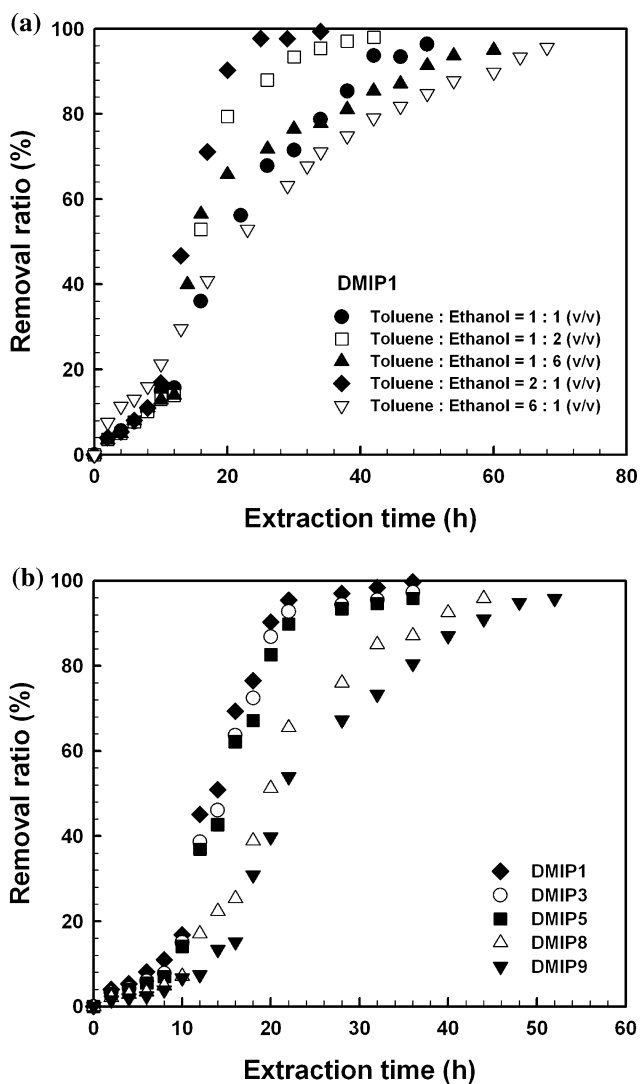 (a)
100
80
60
40
20
0
Removal ratio (%)
DMIP1
Toluene : Ethanol = 1 : 1 (v/v)
Toluene : Ethanol = 1 : 2 (v/v)
Toluene : Ethanol = 1 : 6 (v/v)
Toluene : Ethanol = 2 : 1 (v/v)
Toluene : Ethanol = 6 : 1 (v/v)
0 20 40 60 80
Extraction time (h)
(b)
100
80
60
40
20
0
Removal ratio (%)
DMIP1
DMIP3
DMIP5
DMIP8
DMIP9
0 10 20 30 40 50 60
Extraction time (h)